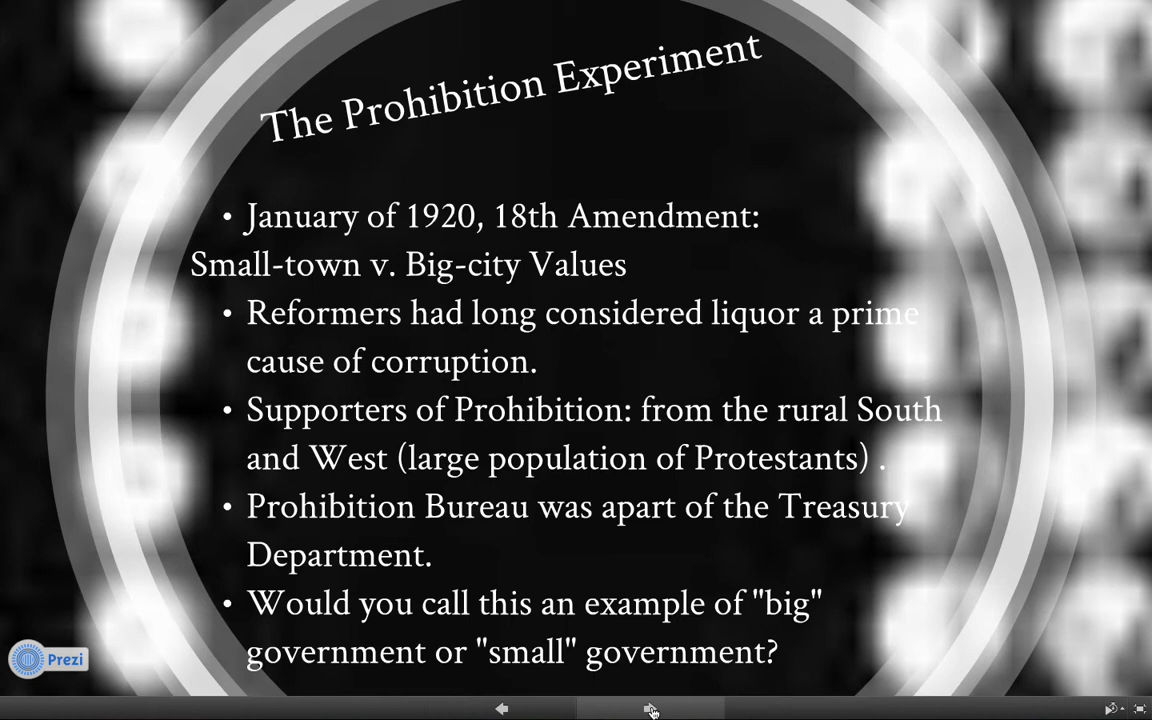 The Prohibition Experiment
• January of 1920, 18th Amendment:
Small-town v. Big-city Values
• Reformers had long considered liquor a prime
cause of corruption.
• Supporters of Prohibition: from the rural South
and West (large population of Protestants) .
• Prohibition Bureau was apart of the Treasury
Department.
• Would you call this an example of "big"
government or "small" government?
Prezi